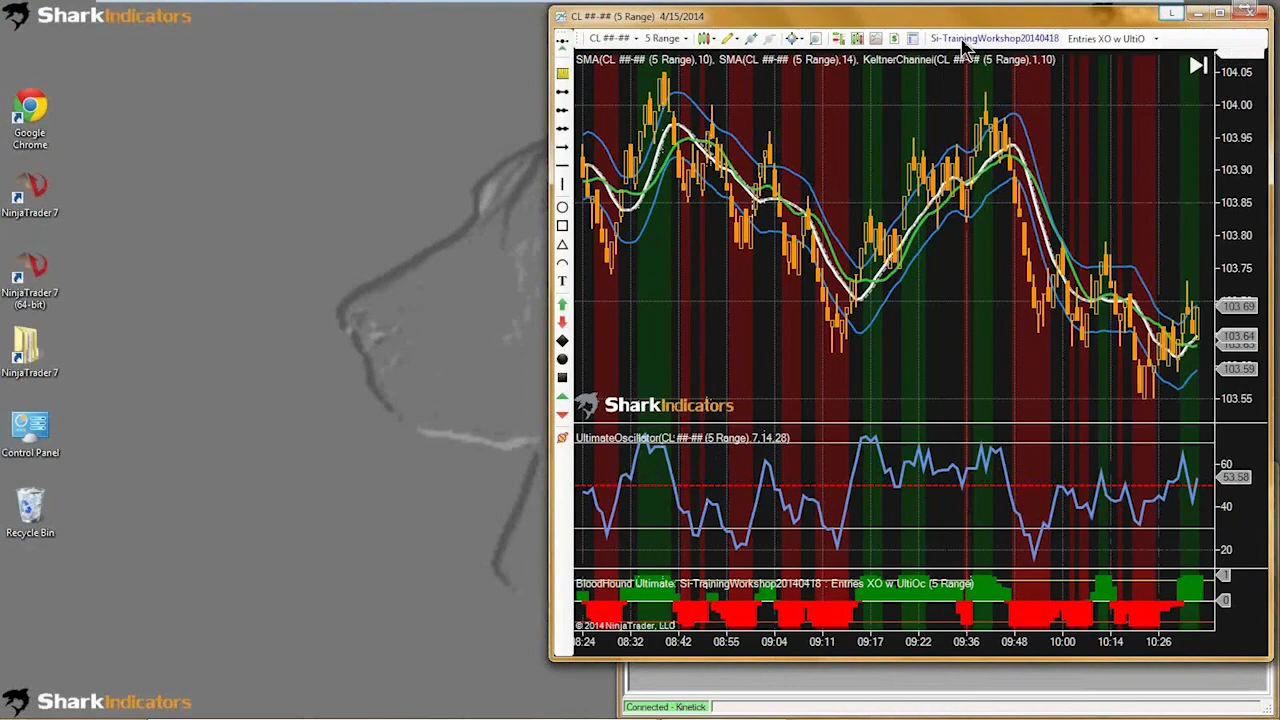 SharkIndicators
Google
Chrome
NinjaTrader 7
NinjaTrader 7
(64-bit)
NinjaTrader 7
Control Panel
Recycle Bin
SharkIndicators
CL ##-## (5 Range) 4/15/2014
L
CL ##-## 5 Range $ Si-TrainingWorkshop20140418 Entries XO w UltiO
T
SMA(CL ##-## (5 Range),10), SMA(CL ##-## (5 Range),14), KeltnerChannel(CL ##-## (5 Range),1,10)
104.05
104.00
103.95
103.90
103.85
103.80
103.75
103.69
103.64
103.59
103.55
SharkIndicators
UltimateOscillator(CL ##-## (5 Range),7,14,28)
60
53.58
40
20
BloodHound Ultimate: Si-TrainingWorkshop20140418 : Entries XO w UltiOc (5 Range)
1
0
© 2014 NinjaTrader, LLC
8:24 08:32 08:42 08:55 09:04 09:11 09:17 09:22 09:36 09:48 10:00 10:14 10:26
Connected - Kinetick